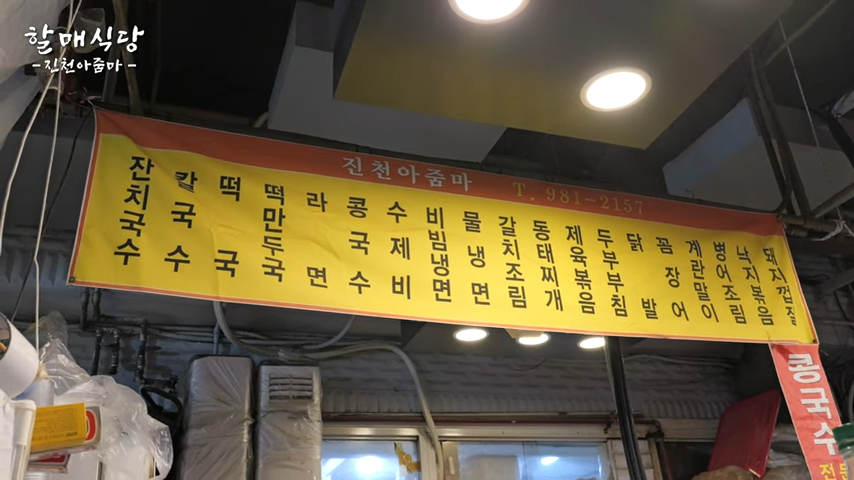 할매식당
- 진천아줌마 -
진천아줌마 T. 981-2157
잔치국수
칼국수
떡국
떡만두국
라면
콩국수
수제비
비빔냉면
물냉면
갈치조림
동태찌개
제육볶음
두부부침
닭발
꼼장어
계란말이
병어조림
낙지볶음
돼지껍질
콩국수
전문